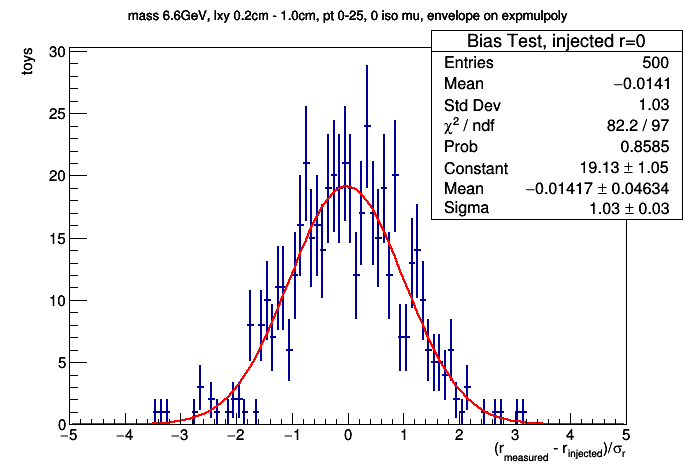 mass 6.6GeV, lxy 0.2cm - 1.0cm, pt 0-25, 0 iso mu, envelope on expmulpoly
Bias Test, injected r=0
Entries 500
Mean −0.0141
Std Dev 1.03
χ² / ndf 82.2 / 97
Prob 0.8585
Constant 19.13 ± 1.05
Mean −0.01417 ± 0.04634
Sigma 1.03 ± 0.03
toys
30
25
20
15
10
5
0
−5 −4 −3 −2 −1 0 1 2 3 4 5
(r_measured - r_injected)/σ_r